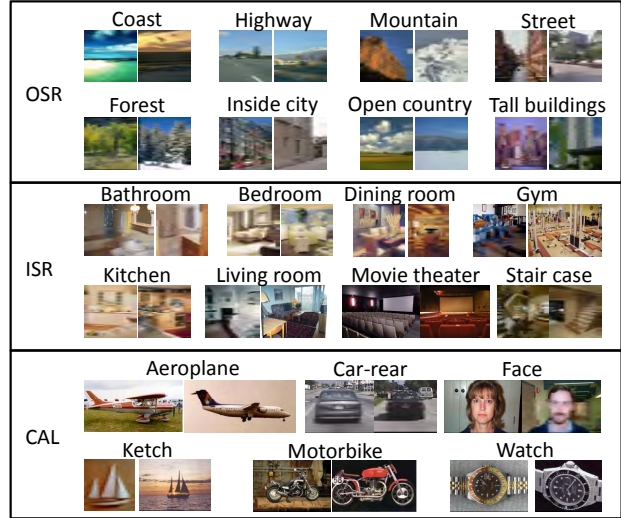 OSR
Coast Highway Mountain Street
Forest Inside city Open country Tall buildings
ISR
Bathroom Bedroom Dining room Gym
Kitchen Living room Movie theater Stair case
CAL
Aeroplane Car-rear Face
Ketch Motorbike Watch